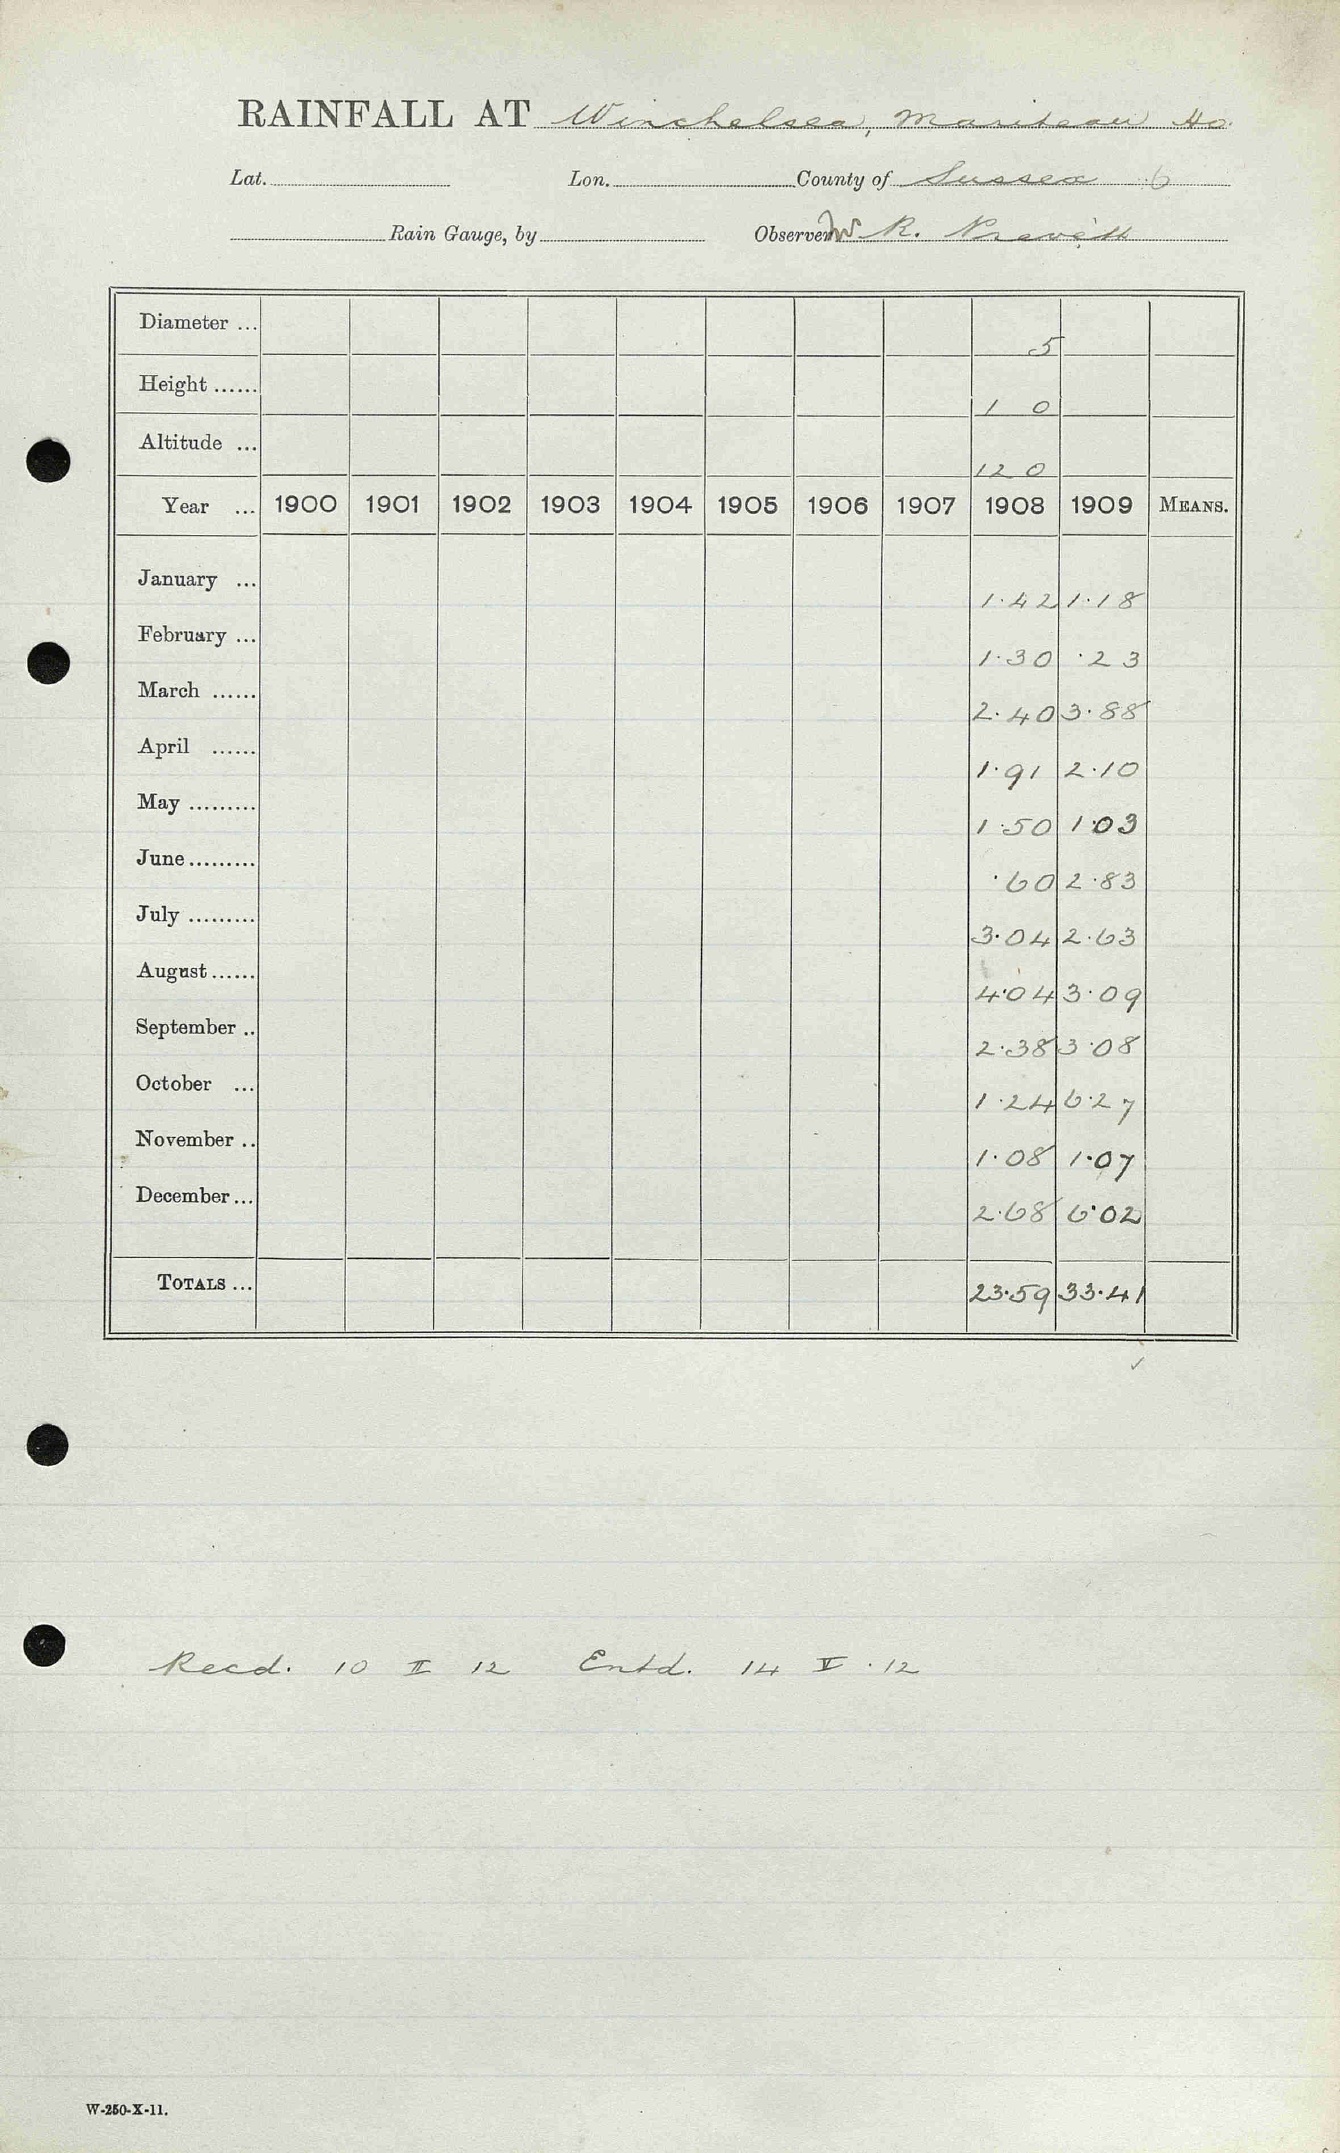 RAINFALL AT Winchelsea, Mariteau Ho.
Lat. Lon. County of Sussex 6
Rain Gauge, by Observer W R. Prevett
Diameter ... 5
Height ...... 1 0
Altitude ... 120
Year ... 1900 1901 1902 1903 1904 1905 1906 1907 1908 1909 MEANS.
January ... 1.42 1.18
February ... 1.30 .23
March ...... 2.40 3.88
April ...... 1.91 2.10
May ......... 1.50 1.03
June ......... .60 2.83
July ......... 3.04 2.63
August ...... 4.04 3.09
September .. 2.38 3.08
October ... 1.24 6.27
November .. 1.08 1.07
December ... 2.68 6.02
TOTALS ... 23.59 33.41
✓
Recd. 10 II 12 Entd. 14 V . 12
W-250-X-11.